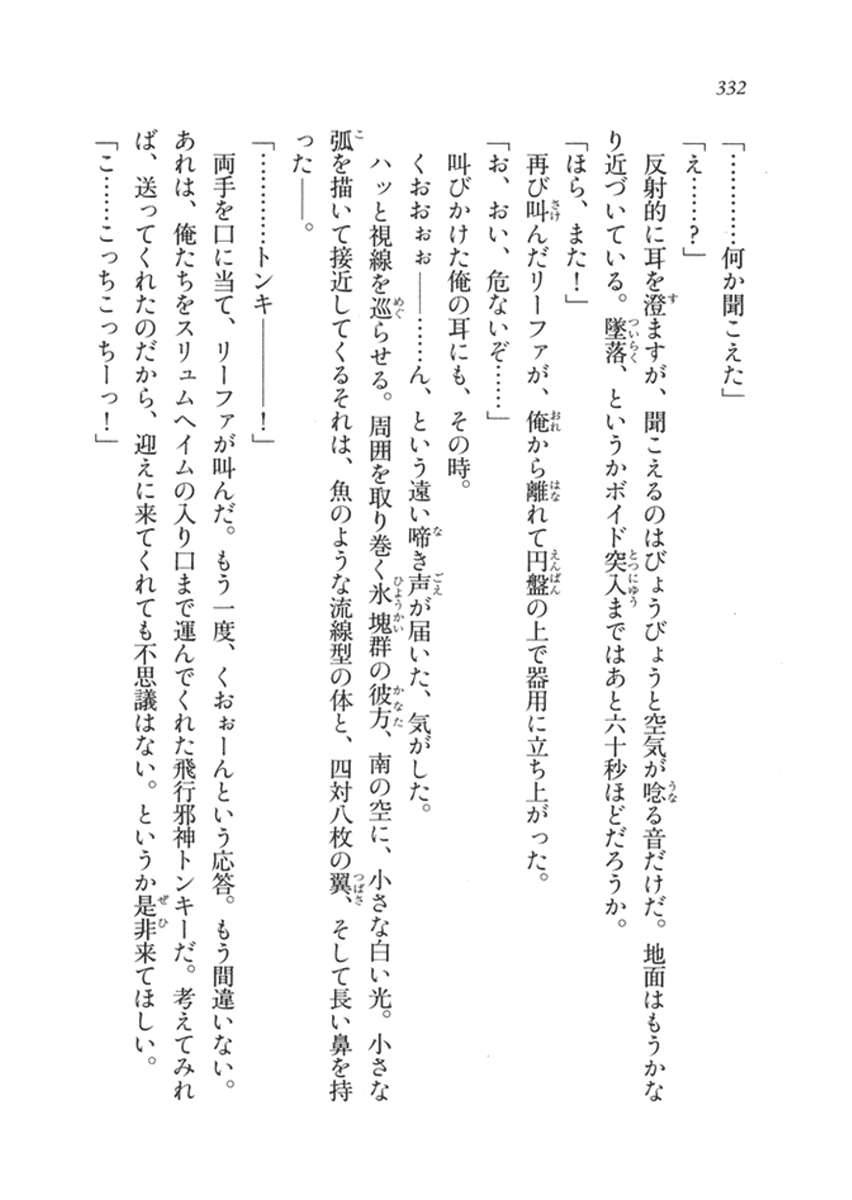 332
「…………何か聞こえた」
「え……？」
　反射的に耳を澄ますが、聞こえるのはびょうびょうと空気が唸る音だけだ。地面はもうかな
り近づいている。墜落、というかボイド突入まではあと六十秒ほどだろうか。
「ほら、また！」
　再び叫んだリーファが、俺から離れて円盤の上で器用に立ち上がった。
「お、おい、危ないぞ……」
　叫びかけた俺の耳にも、その時。
　くおおぉぉ――……ん、という遠い啼き声が届いた、気がした。
　ハッと視線を巡らせる。周囲を取り巻く氷塊群の彼方、南の空に、小さな白い光。小さな
弧を描いて接近してくるそれは、魚のような流線型の体と、四対八枚の翼、そして長い鼻を持
った――。
「…………トンキ――――！」
　両手を口に当て、リーファが叫んだ。もう一度、くおぉーんという応答。もう間違いない。
あれは、俺たちをスリュムヘイムの入り口まで運んでくれた飛行邪神トンキーだ。考えてみれ
ば、送ってくれたのだから、迎えに来てくれても不思議はない。というか是非来てほしい。
「こ……こっちこっちーっ！」